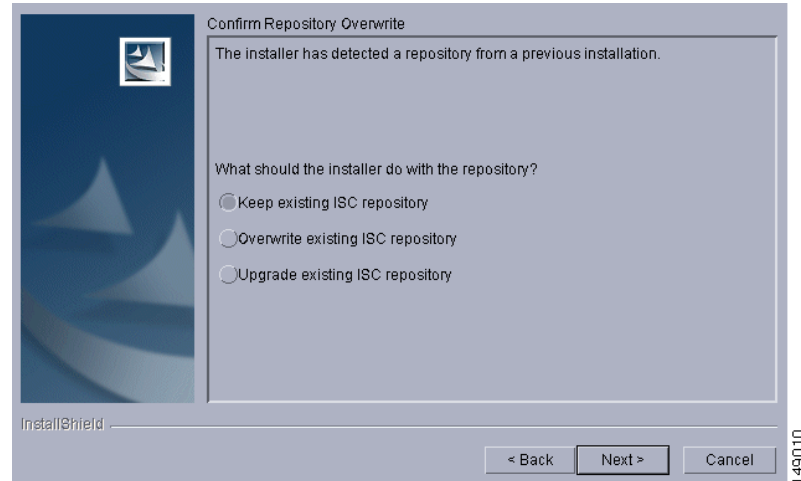 Confirm Repository Overwrite
The installer has detected a repository from a previous installation.
What should the installer do with the repository?
Keep existing ISC repository
Overwrite existing ISC repository
Upgrade existing ISC repository
InstallShield
< Back
Next >
Cancel
149010